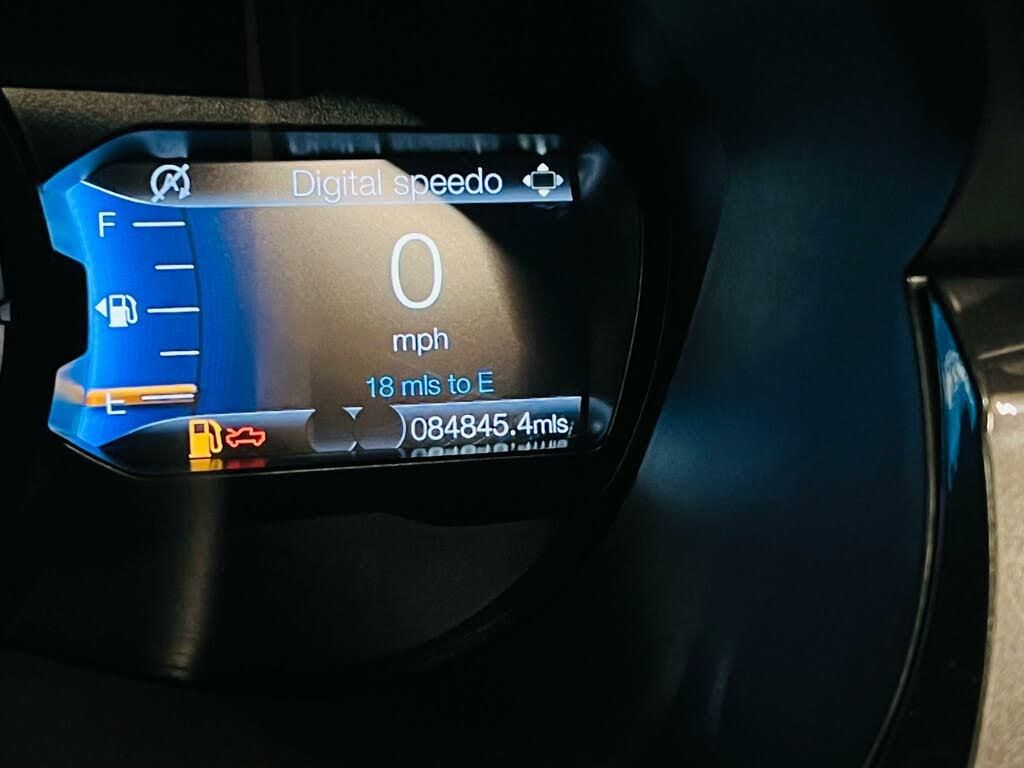 Digital speedo
F
0
mph
18 mls to E
E
084845.4mls